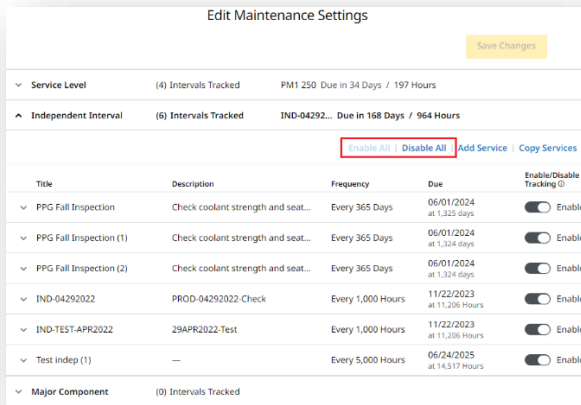 Edit Maintenance Settings
Save Changes
Service Level (4) Intervals Tracked PM1 250 Due in 34 Days / 197 Hours
Independent Interval (6) Intervals Tracked IND-04292... Due in 168 Days / 964 Hours
Enable All | Disable All | Add Service | Copy Services
Title Description Frequency Due Enable/Disable Tracking
PPG Fall Inspection Check coolant strength and seat... Every 365 Days 06/01/2024 Enable
at 1,325 days
PPG Fall Inspection (1) Check coolant strength and seat... Every 365 Days 06/01/2024 Enable
at 1,324 days
PPG Fall Inspection (2) Check coolant strength and seat... Every 365 Days 06/01/2024 Enable
at 1,324 days
IND-04292022 PROD-04292022-Check Every 1,000 Hours 11/22/2023 Enable
at 11,206 Hours
IND-TEST-APR2022 29APR2022-Test Every 1,000 Hours 11/22/2023 Enable
at 11,206 Hours
Test indep (1) — Every 5,000 Hours 06/24/2025 Enable
at 14,517 Hours
Major Component (0) Intervals Tracked